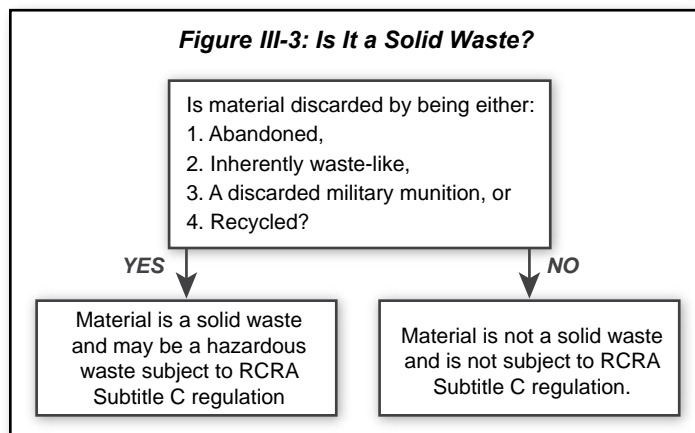 Figure III-3: Is It a Solid Waste?
Is material discarded by being either:
1. Abandoned,
2. Inherently waste-like,
3. A discarded military munition, or
4. Recycled?
YES
NO
Material is a solid waste
and may be a hazardous
waste subject to RCRA
Subtitle C regulation
Material is not a solid waste
and is not subject to RCRA
Subtitle C regulation.